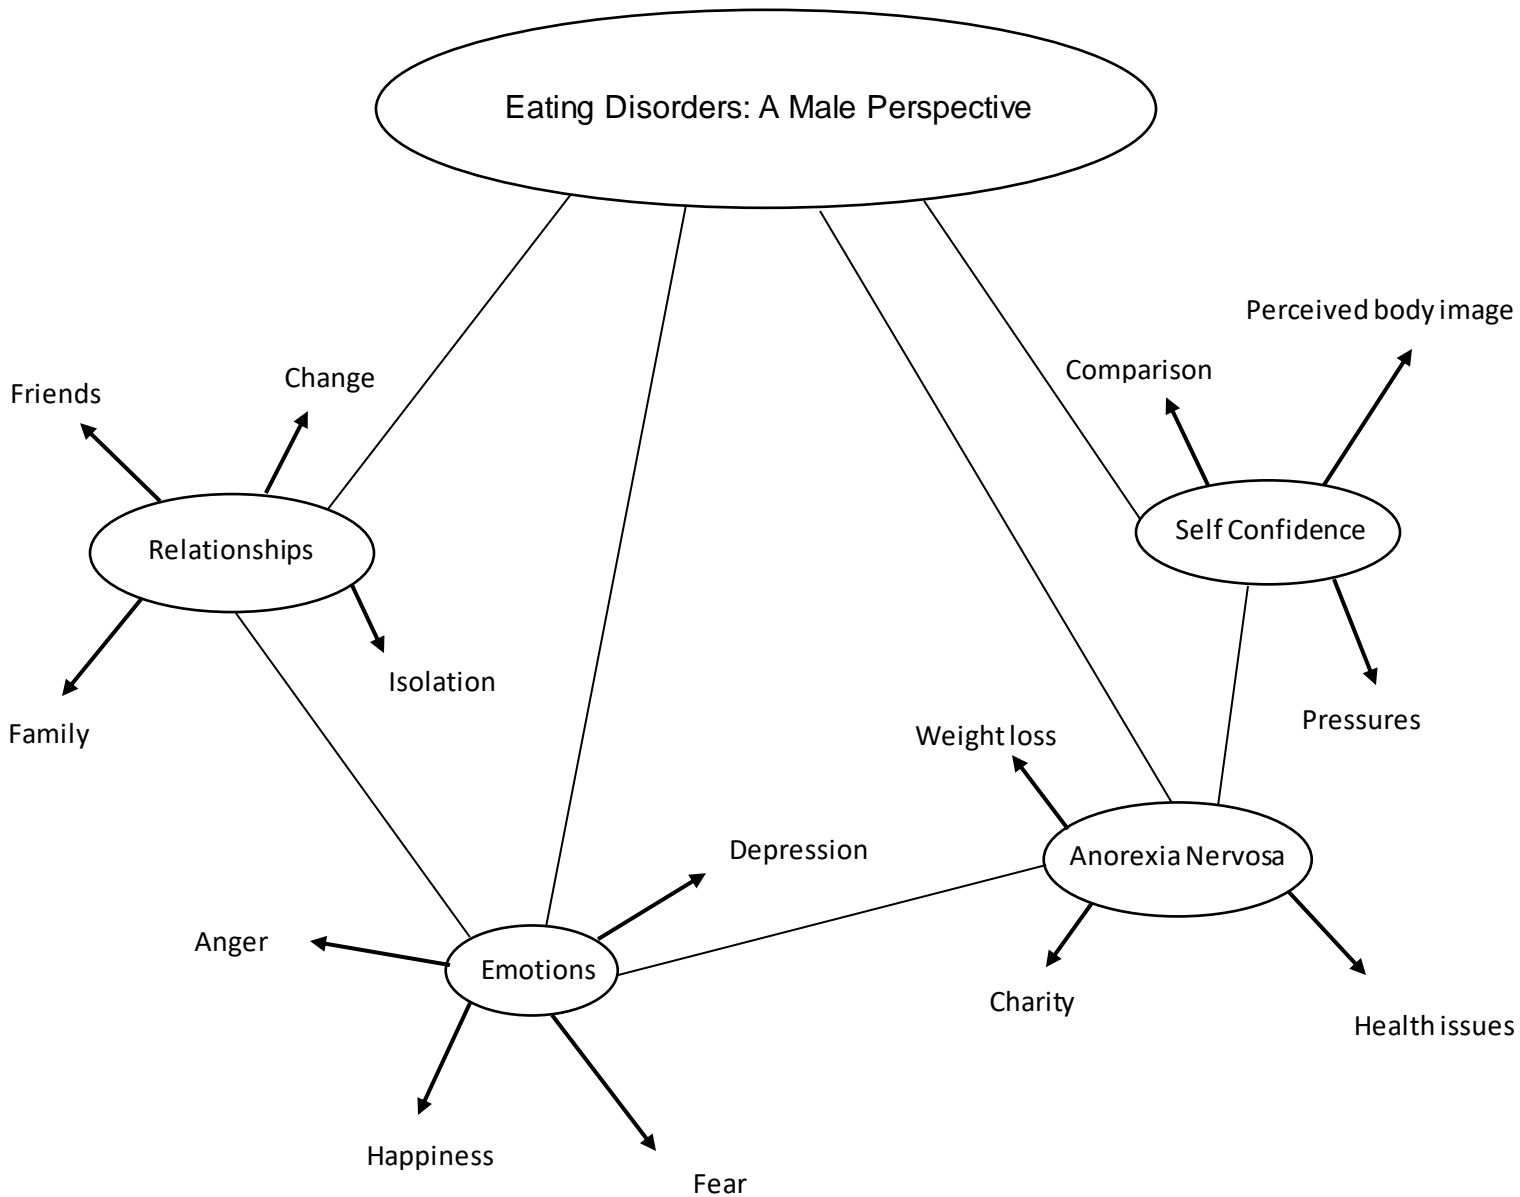 Eating Disorders: A Male Perspective
Perceived body image
Comparison
Change
Friends
Self Confidence
Relationships
Isolation
Pressures
Family
Weight loss
Depression
Anorexia Nervosa
Anger
Emotions
Charity
Health issues
Happiness
Fear